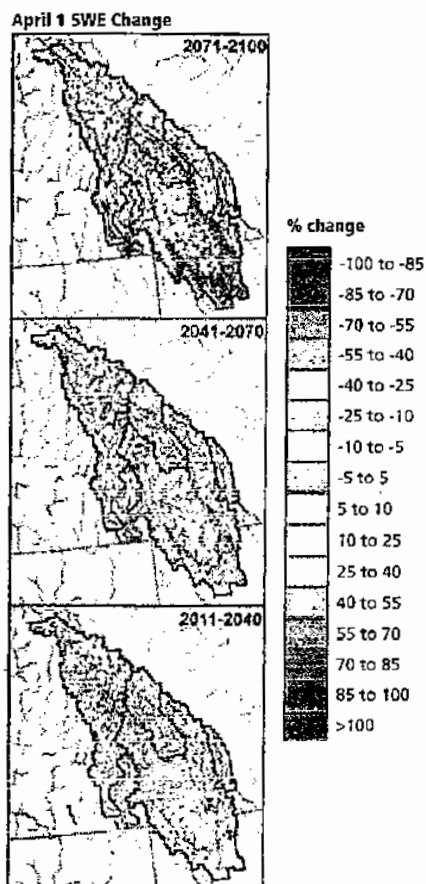 April 1 SWE Change
2071-2100
2041-2070
2011-2040
% change
-100 to -85
-85 to -70
-70 to -55
-55 to -40
-40 to -25
-25 to -10
-10 to -5
-5 to 5
5 to 10
10 to 25
25 to 40
40 to 55
55 to 70
70 to 85
85 to 100
>100